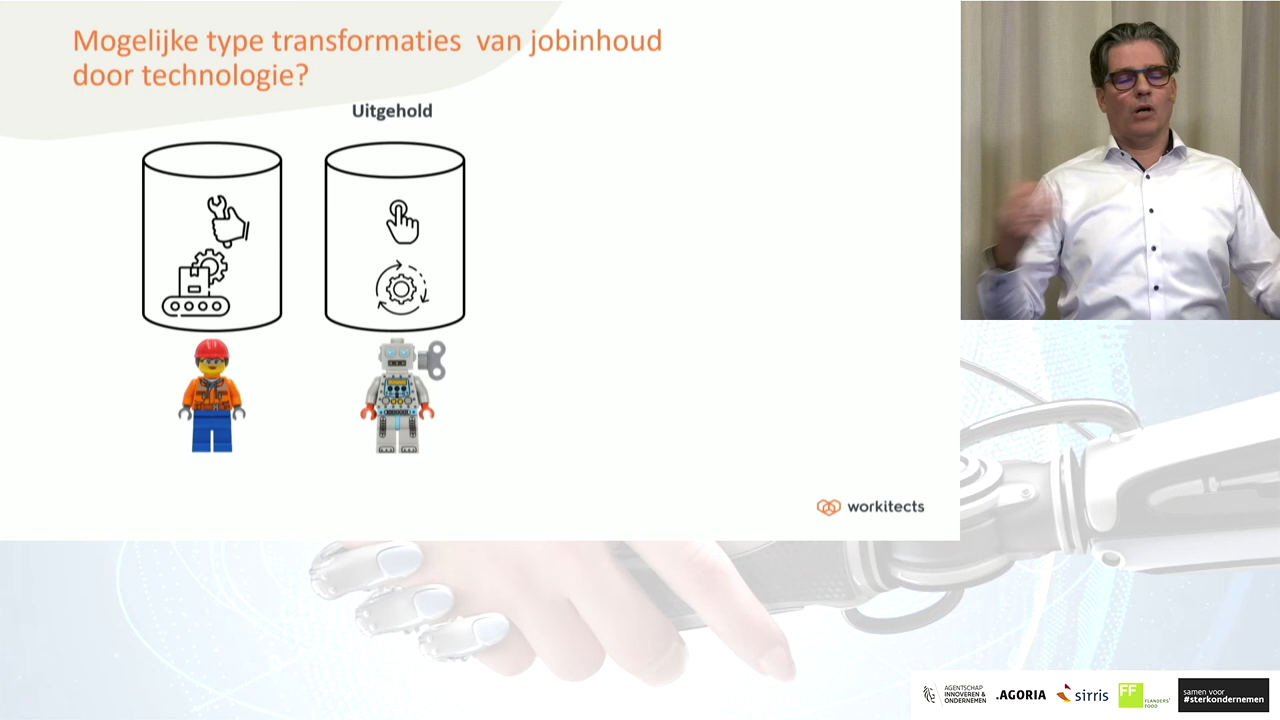 Mogelijke type transformaties van jobinhoud
door technologie?
Uitgehold
workitects
AGENTSCHAP
INNOVEREN &
ONDERNEMEN
.AGORIA
sirris
FF
FLANDERS'
FOOD
samen voor
#sterkondernemen